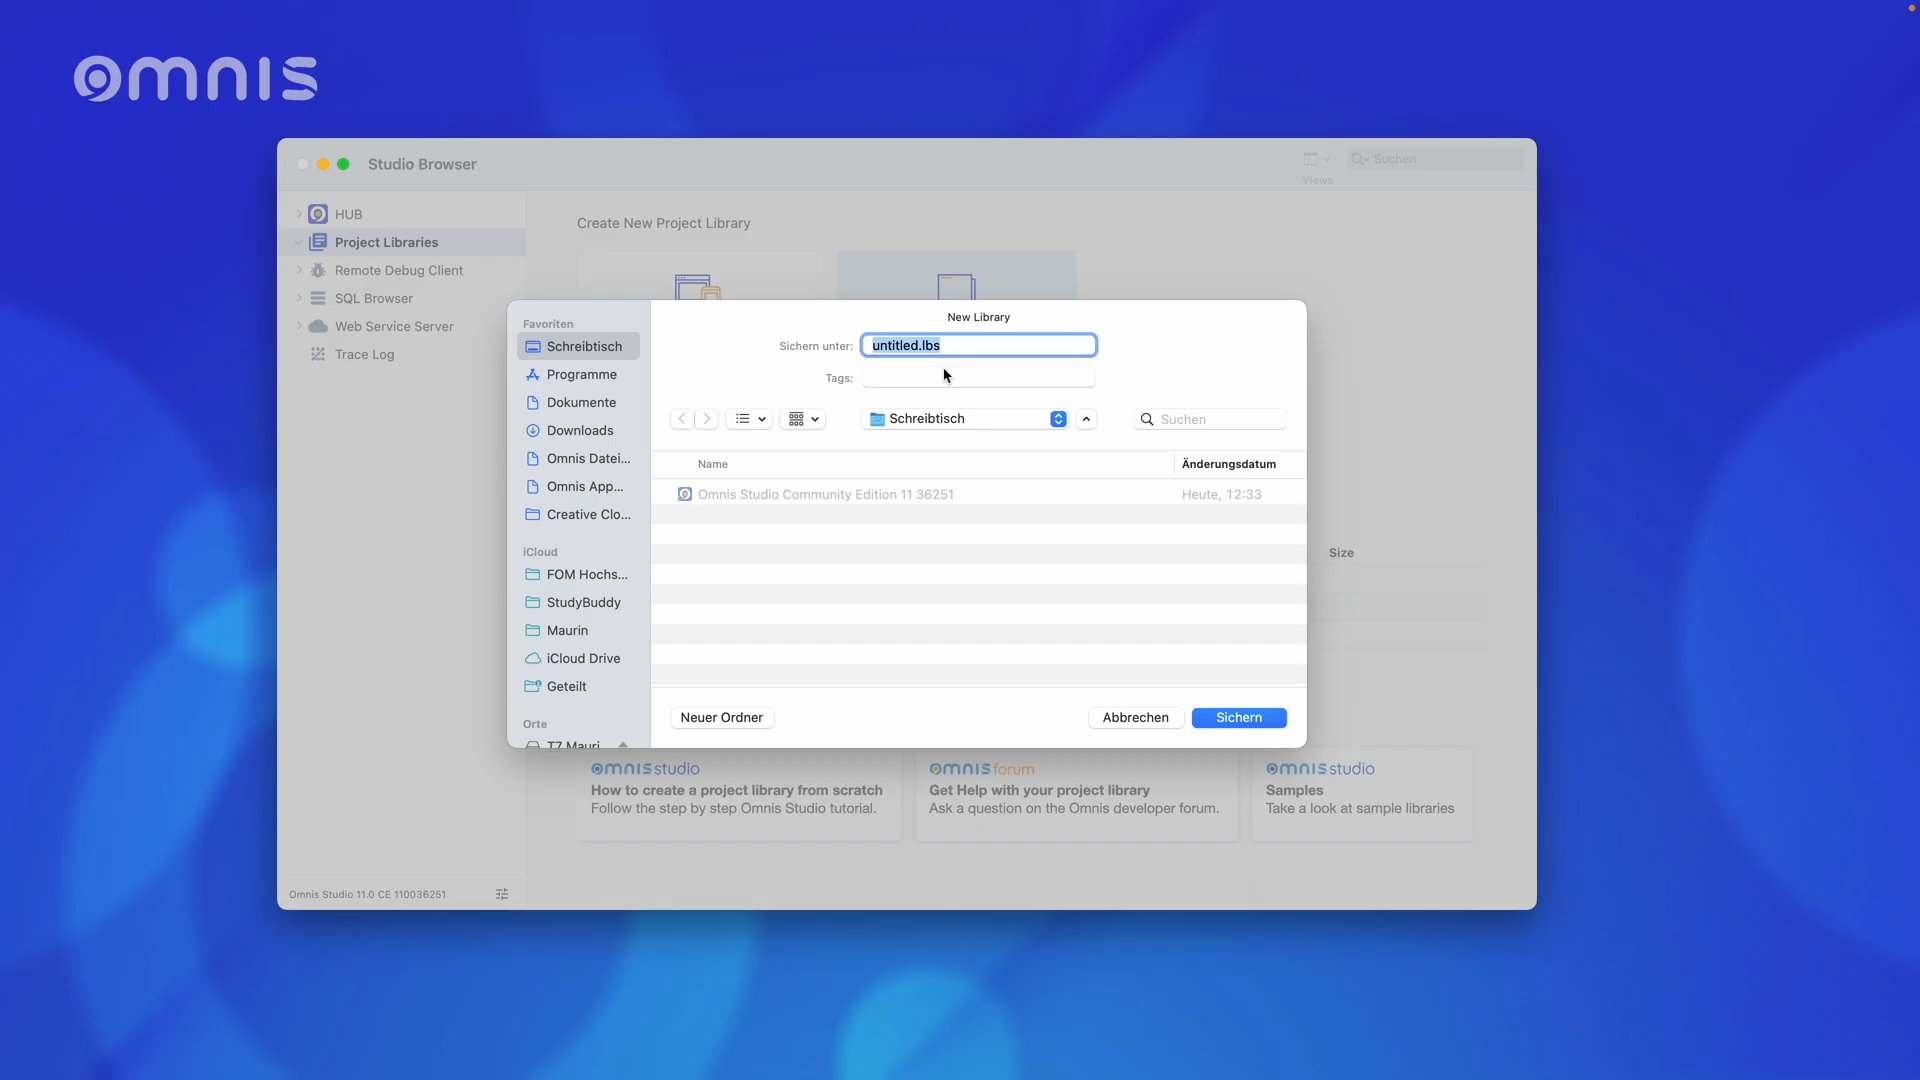 OMNIS
Studio Browser
Views
Suchen
HUB
Project Libraries
Remote Debug Client
SQL Browser
Web Service Server
Trace Log
Create New Project Library
Favoriten
Schreibtisch
Programme
Dokumente
Downloads
Omnis Datei...
Omnis App...
Creative Clo...
iCloud
FOM Hochs...
StudyBuddy
Maurin
iCloud Drive
Geteilt
Orte
T7 Mauri
New Library
Sichern unter: untitled.lbs
Tags:
Schreibtisch
Suchen
Name Änderungsdatum
Omnis Studio Community Edition 11 36251 Heute, 12:33
Neuer Ordner Abbrechen Sichern
Size
OMNIS studio
How to create a project library from scratch
Follow the step by step Omnis Studio tutorial.
OMNIS forum
Get Help with your project library
Ask a question on the Omnis developer forum.
OMNIS studio
Samples
Take a look at sample libraries
Omnis Studio 11.0 CE 110036251